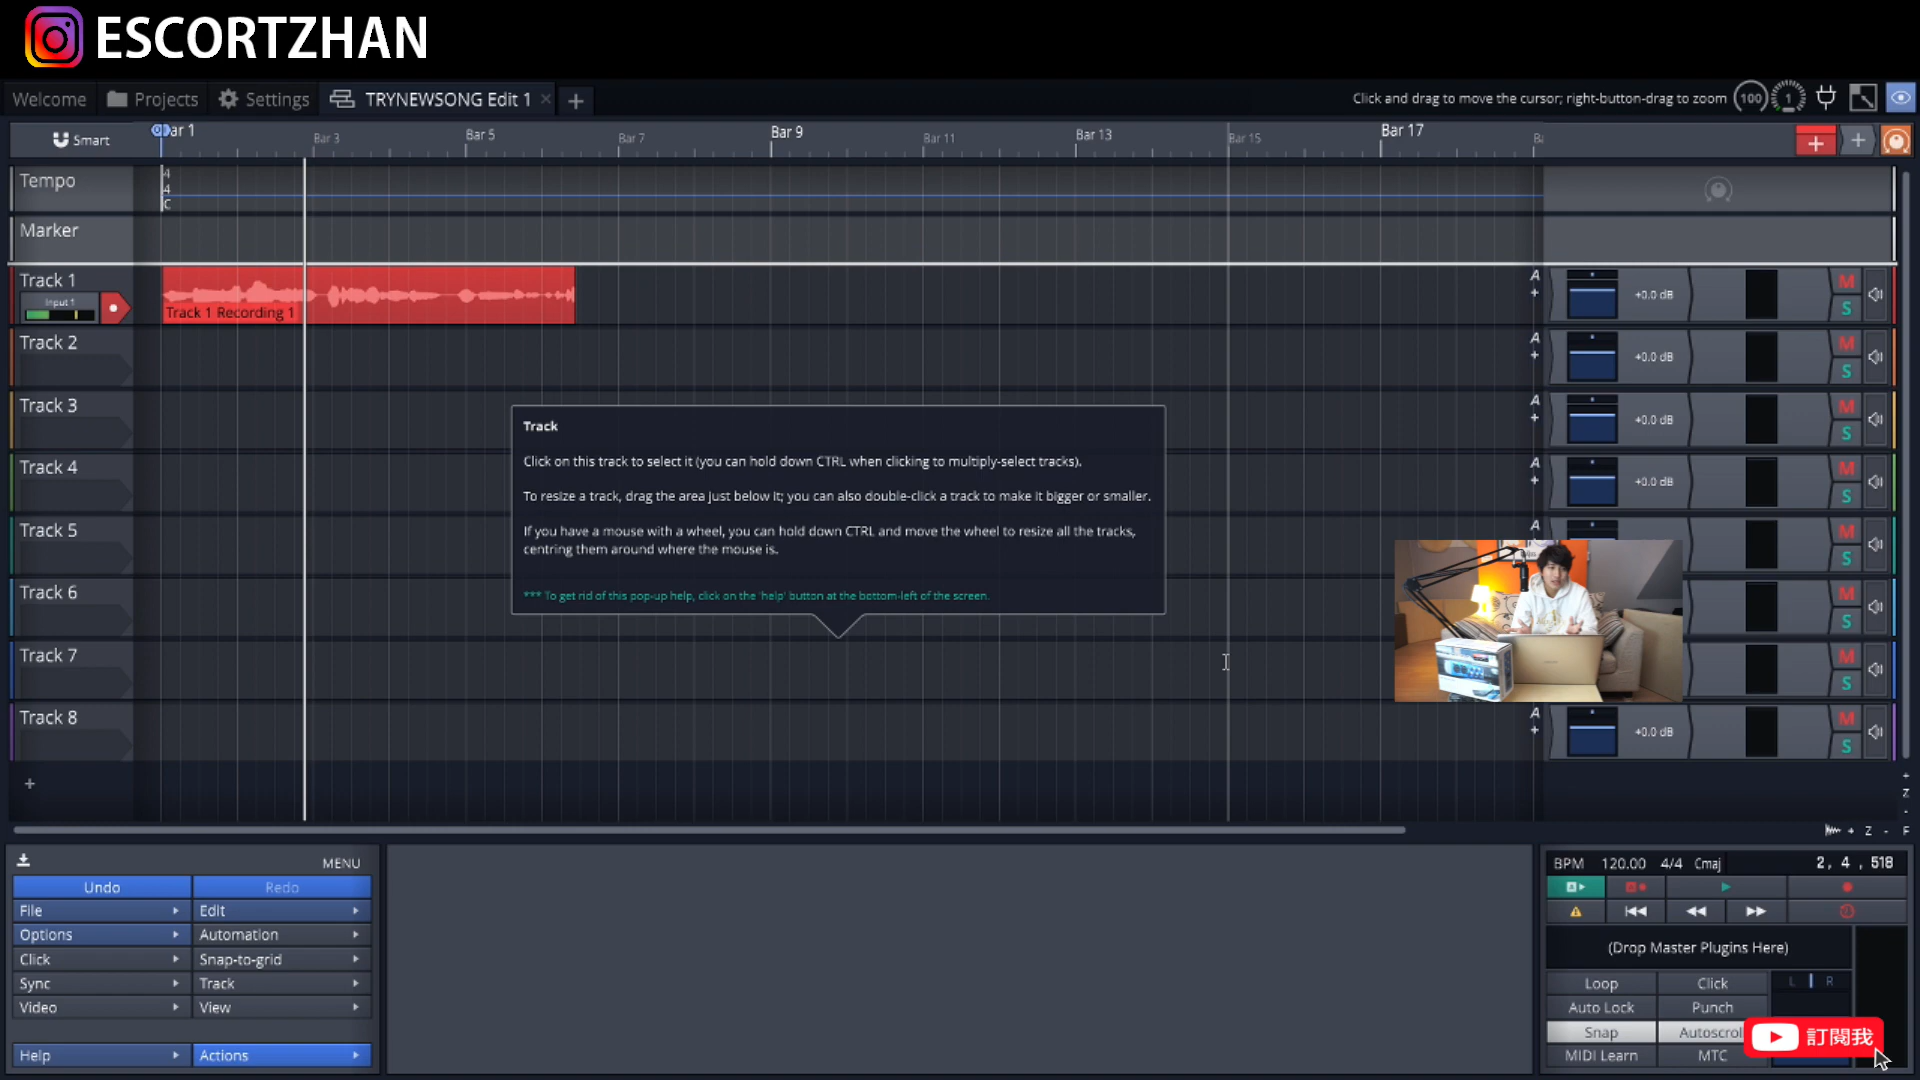 ESCORTZHAN
Welcome
Projects
Settings
TRYNEWSONG Edit 1
Click and drag to move the cursor; right-button-drag to zoom
100
1
Smart
Bar 1
Bar 3
Bar 5
Bar 7
Bar 9
Bar 11
Bar 13
Bar 15
Bar 17
Tempo
4
4
C
Marker
Track 1
Input 1
Track 1 Recording 1
A
+0.0 dB
M
S
Track 2
A
+0.0 dB
M
S
Track 3
A
+0.0 dB
M
S
Track 4
A
+0.0 dB
M
S
Track 5
A
M
S
Track 6
M
S
Track 7
M
S
Track 8
A
+0.0 dB
M
S
Track
Click on this track to select it (you can hold down CTRL when clicking to multiply-select tracks).
To resize a track, drag the area just below it; you can also double-click a track to make it bigger or smaller.
If you have a mouse with a wheel, you can hold down CTRL and move the wheel to resize all the tracks,
centring them around where the mouse is.
*** To get rid of this pop-up help, click on the 'help' button at the bottom-left of the screen.
Z
+ Z - F
MENU
Undo
Redo
File
Edit
Options
Automation
Click
Snap-to-grid
Sync
Track
Video
View
Help
Actions
BPM 120.00 4/4 Cmaj 2, 4, 518
(Drop Master Plugins Here)
Loop
Click
L R
Auto Lock
Punch
Snap
Autoscroll
MIDI Learn
MTC
訂閱我